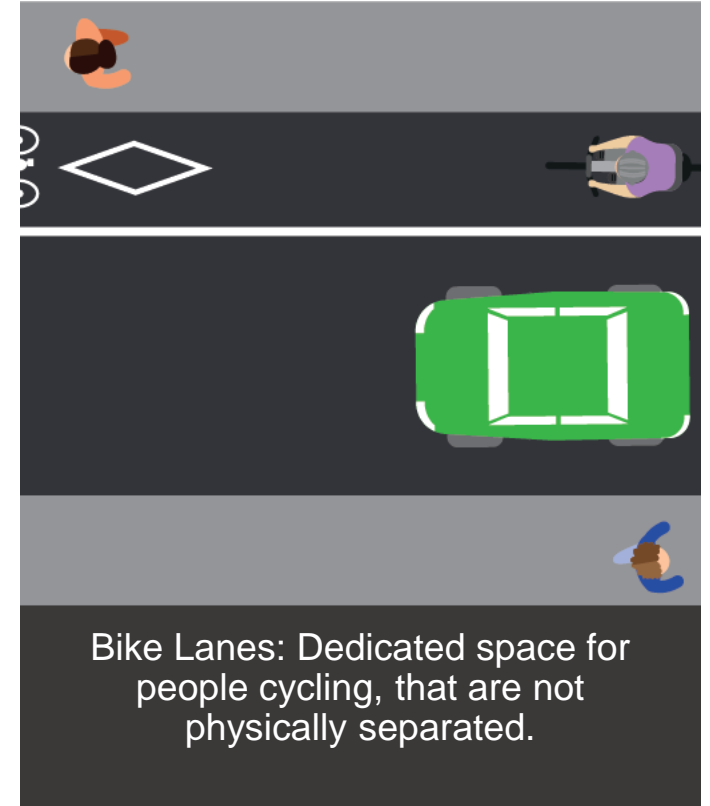 Bike Lanes: Dedicated space for
people cycling, that are not
physically separated.